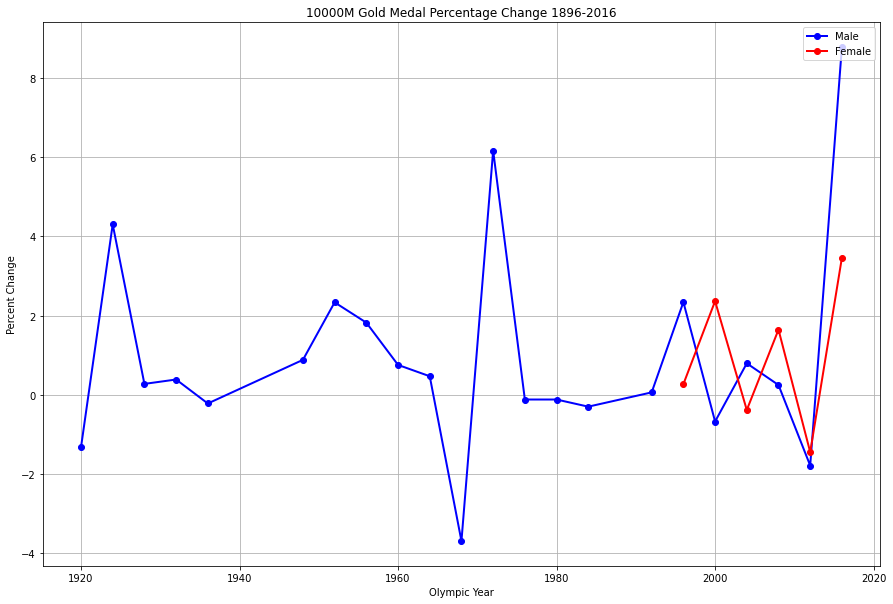 10000M Gold Medal Percentage Change 1896-2016
Male
Female
8
6
4
2
0
−2
−4
Percent Change
1920
1940
1960
1980
2000
2020
Olympic Year